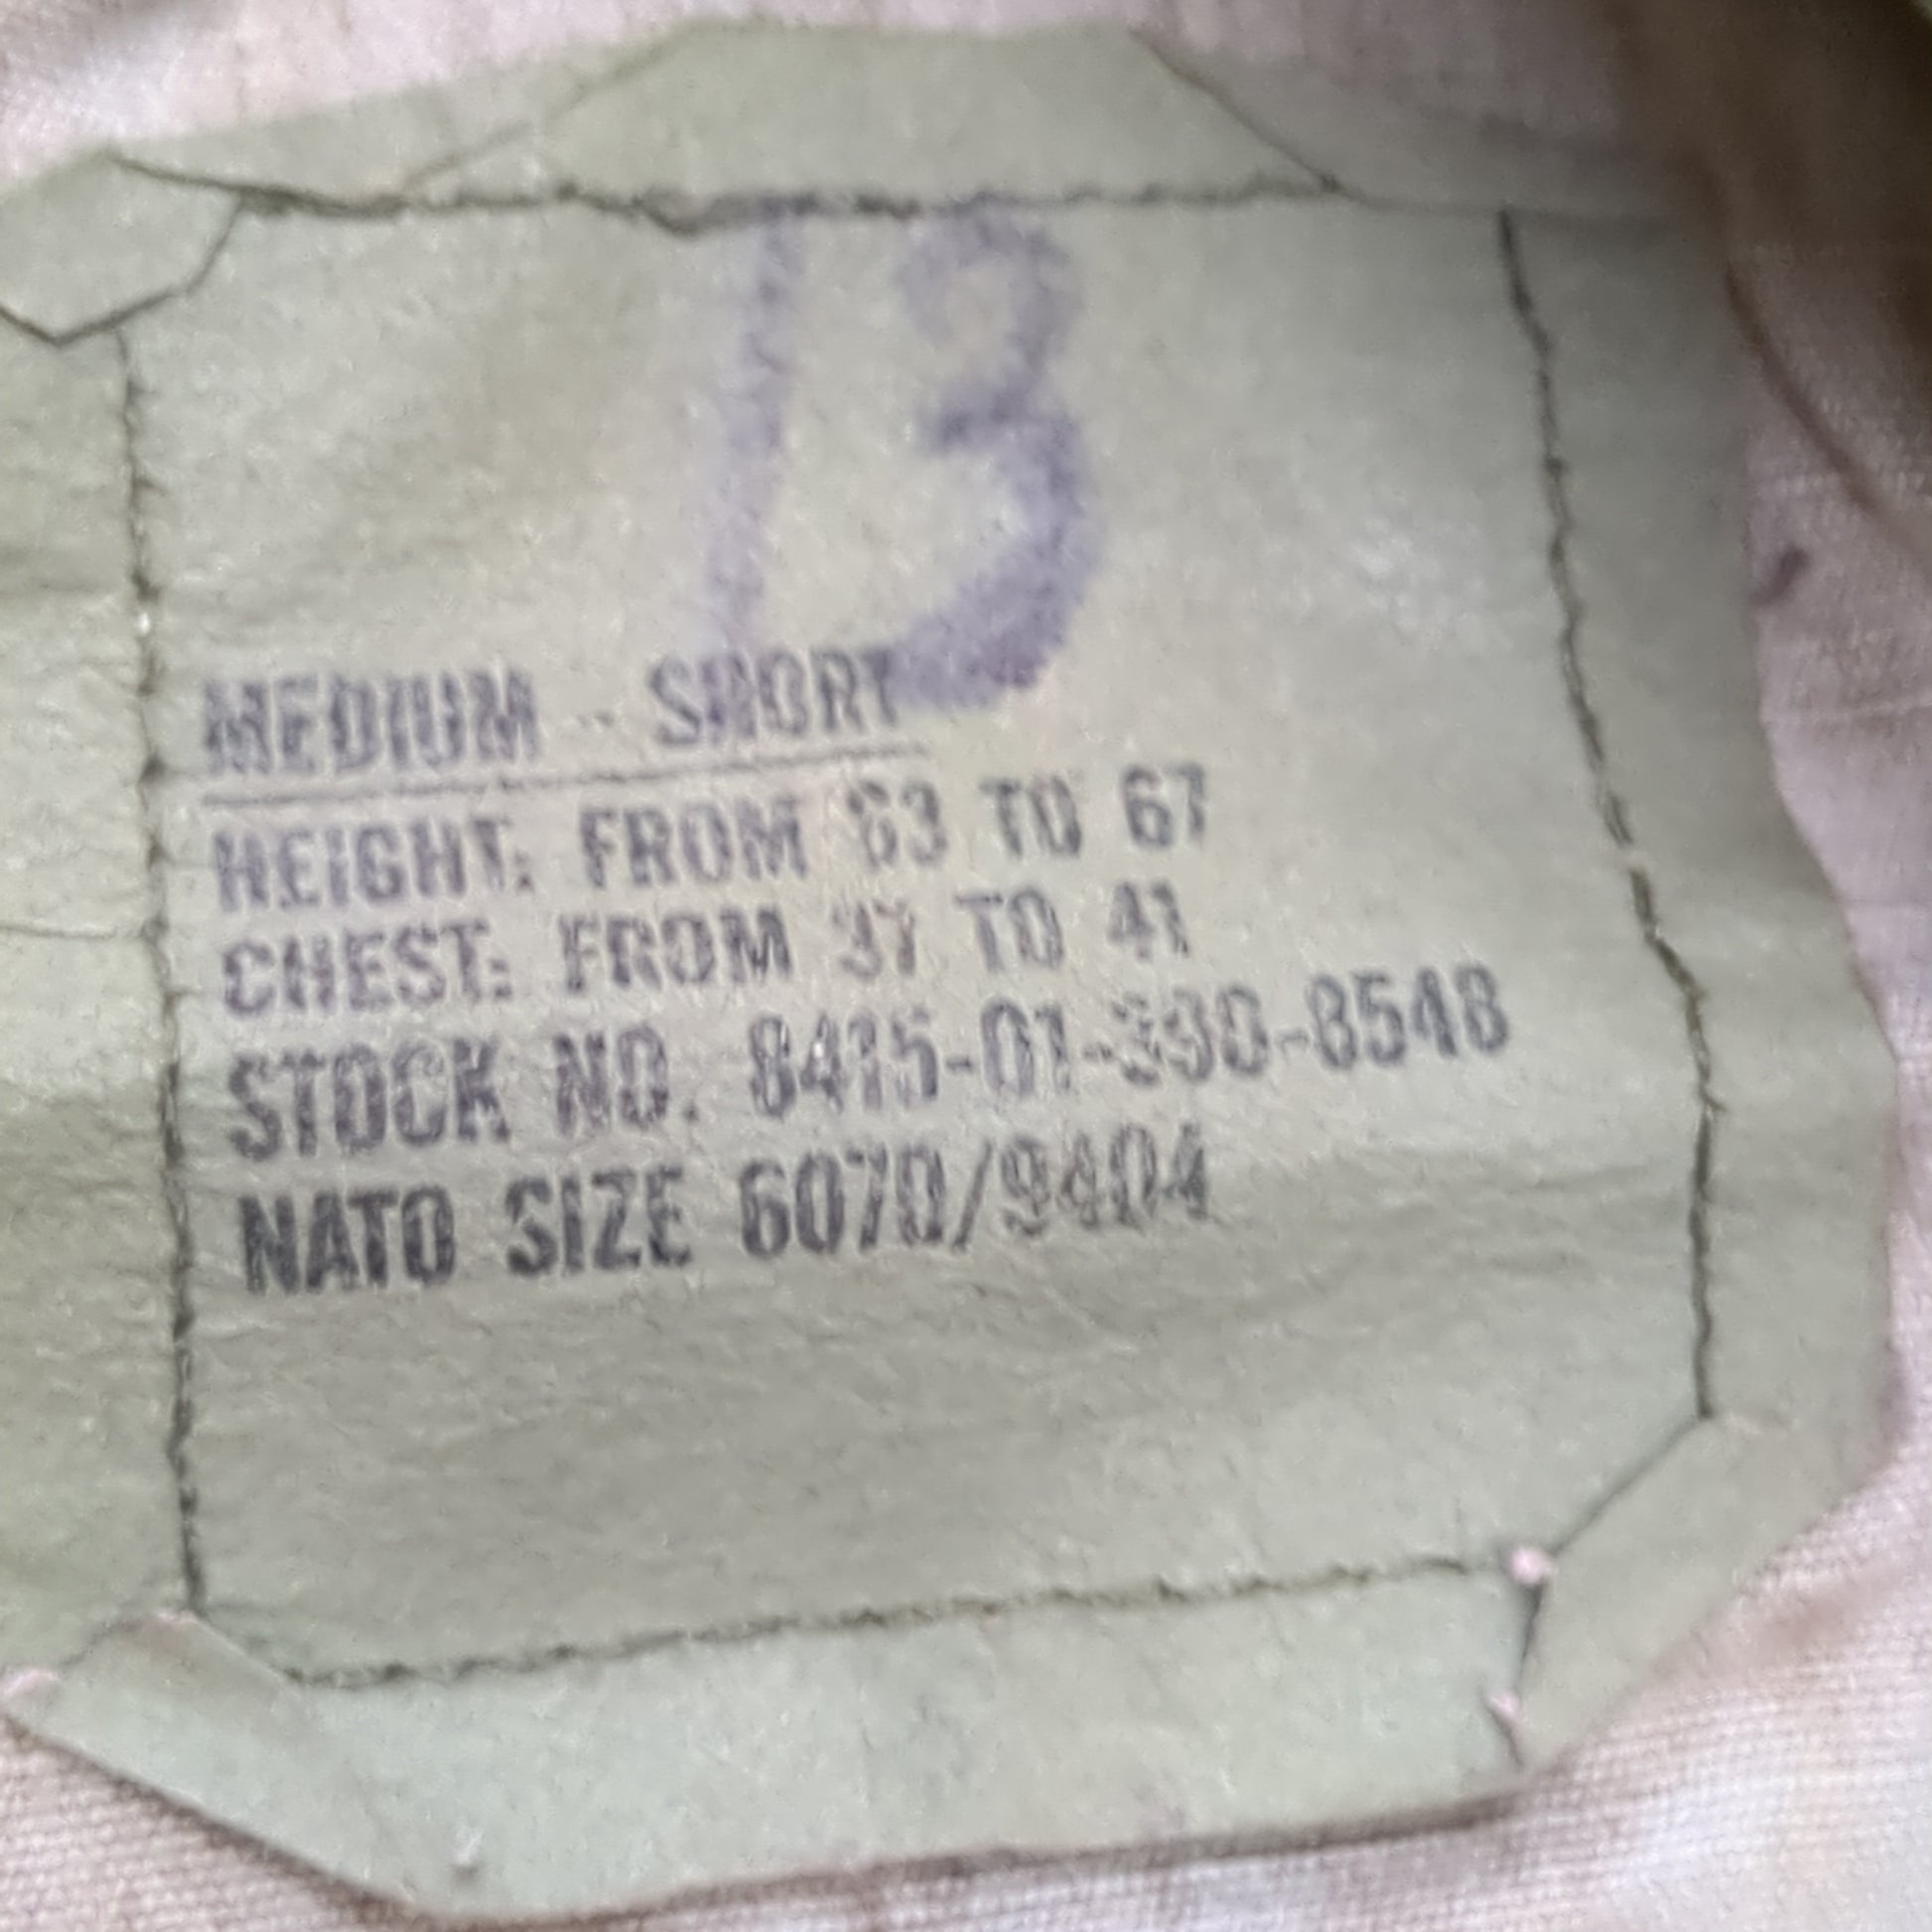 13
MEDIUM - SHORT
HEIGHT: FROM 63 TO 67
CHEST: FROM 37 TO 41
STOCK NO. 8415-01-390-8548
NATO SIZE 6070/9404